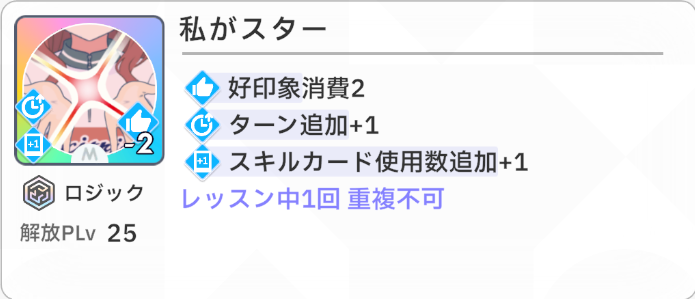 私がスター
好印象消費2
ターン追加+1
+1
-2
+1
スキルカード使用数追加+1
M
ロジック
レッスン中1回 重複不可
解放PLv 25